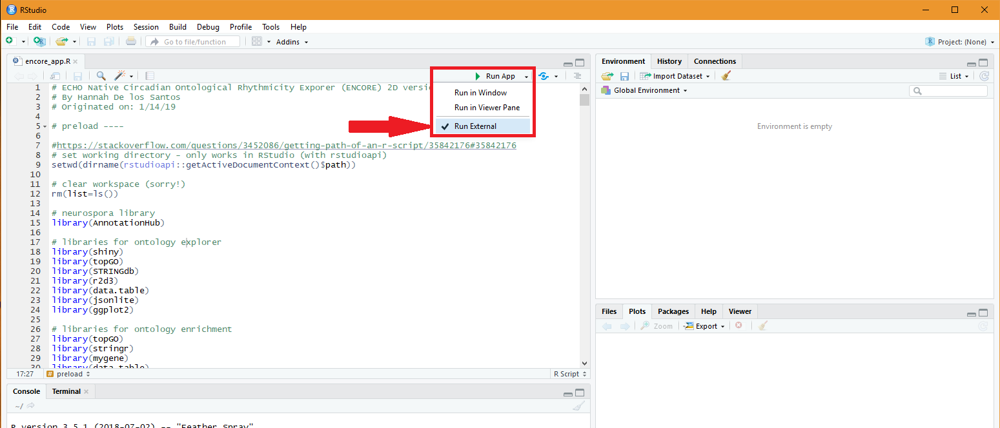 RStudio
File Edit Code View Plots Session Build Debug Profile Tools Help
Go to file/function Addins Project: (None)
encore_app.R
Run App
Run in Window
Run in Viewer Pane
Run External
1 # ECHO Native Circadian Ontological Rhythmicity Exporer (ENCORE) 2D versi
2 # By Hannah De los Santos
3 # Originated on: 1/14/19
4
5 # preload ----
6
7 #https://stackoverflow.com/questions/3452086/getting-path-of-an-r-script/35842176#35842176
8 # set working directory - only works in RStudio (with rstudioapi)
9 setwd(dirname(rstudioapi::getActiveDocumentContext()$path))
10
11 # clear workspace (sorry!)
12 rm(list=ls())
13
14 # neurospora library
15 library(AnnotationHub)
16
17 # libraries for ontology explorer
18 library(shiny)
19 library(topGO)
20 library(STRINGdb)
21 library(r2d3)
22 library(data.table)
23 library(jsonlite)
24 library(ggplot2)
25
26 # libraries for ontology enrichment
27 library(topGO)
28 library(stringr)
29 library(mygene)
30 library(data.table)
17:27 preload R Script
Console Terminal
~/
R version 3.5.1 (2018-07-02) -- "Feather Spray"
Environment History Connections
Import Dataset List
Global Environment
Environment is empty
Files Plots Packages Help Viewer
Zoom Export